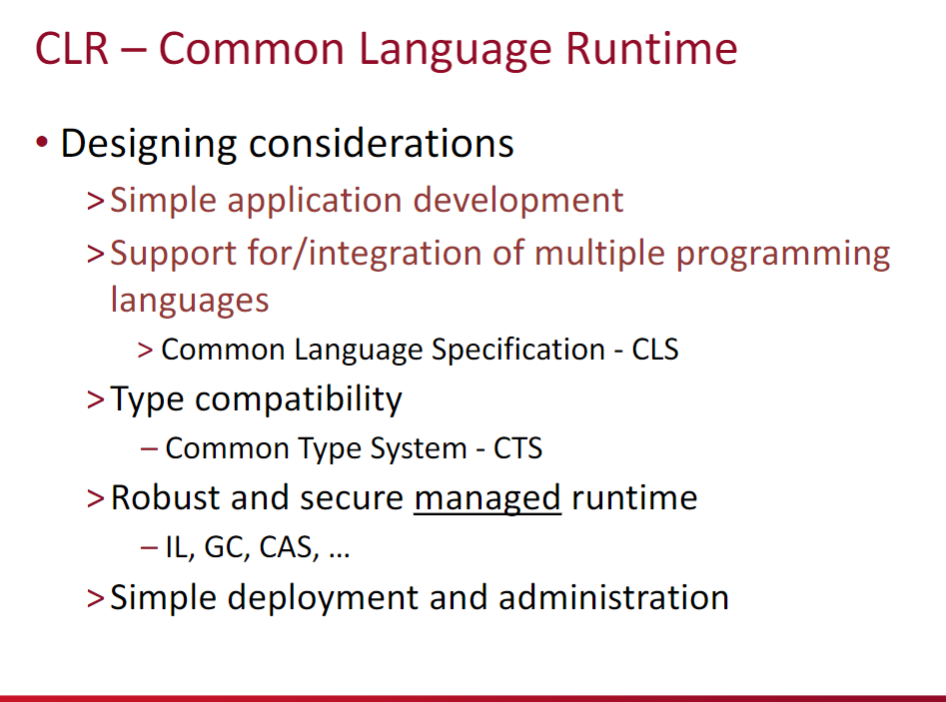 CLR – Common Language Runtime
• Designing considerations
>Simple application development
>Support for/integration of multiple programming
languages
> Common Language Specification - CLS
>Type compatibility
– Common Type System - CTS
>Robust and secure managed runtime
– IL, GC, CAS, ...
>Simple deployment and administration